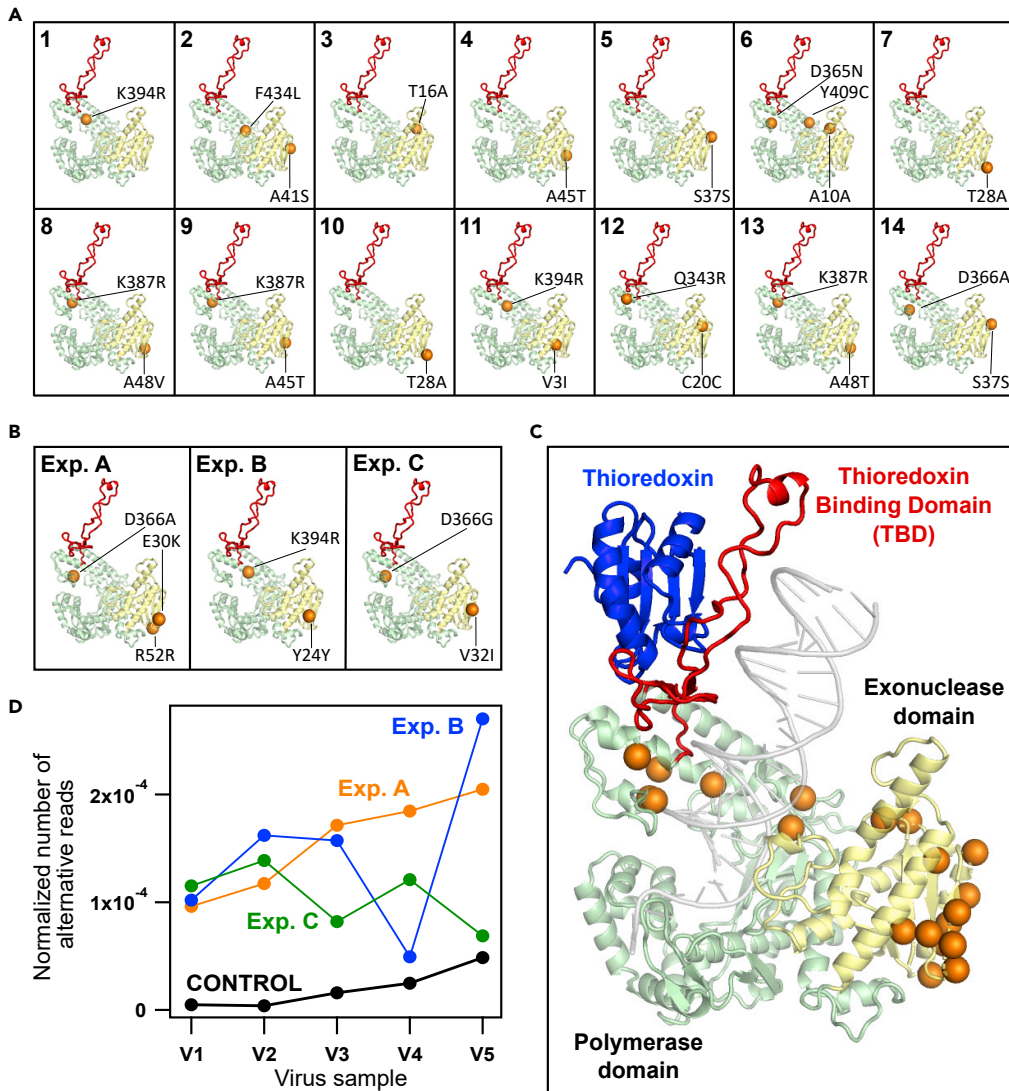 A
1
K394R
2
F434L
A41S
3
T16A
4
A45T
5
S37S
6
D365N
Y409C
A10A
7
T28A
8
K387R
A48V
9
K387R
A45T
10
T28A
11
K394R
V3I
12
Q343R
C20C
13
K387R
A48T
14
D366A
S37S
B
Exp. A
D366A
E30K
R52R
Exp. B
K394R
Y24Y
Exp. C
D366G
V32I
C
Thioredoxin
Thioredoxin
Binding Domain
(TBD)
Exonuclease
domain
Polymerase
domain
D
Normalized number of
alternative reads
2x10⁻⁴
1x10⁻⁴
0
Exp. B
Exp. A
Exp. C
CONTROL
V1 V2 V3 V4 V5
Virus sample